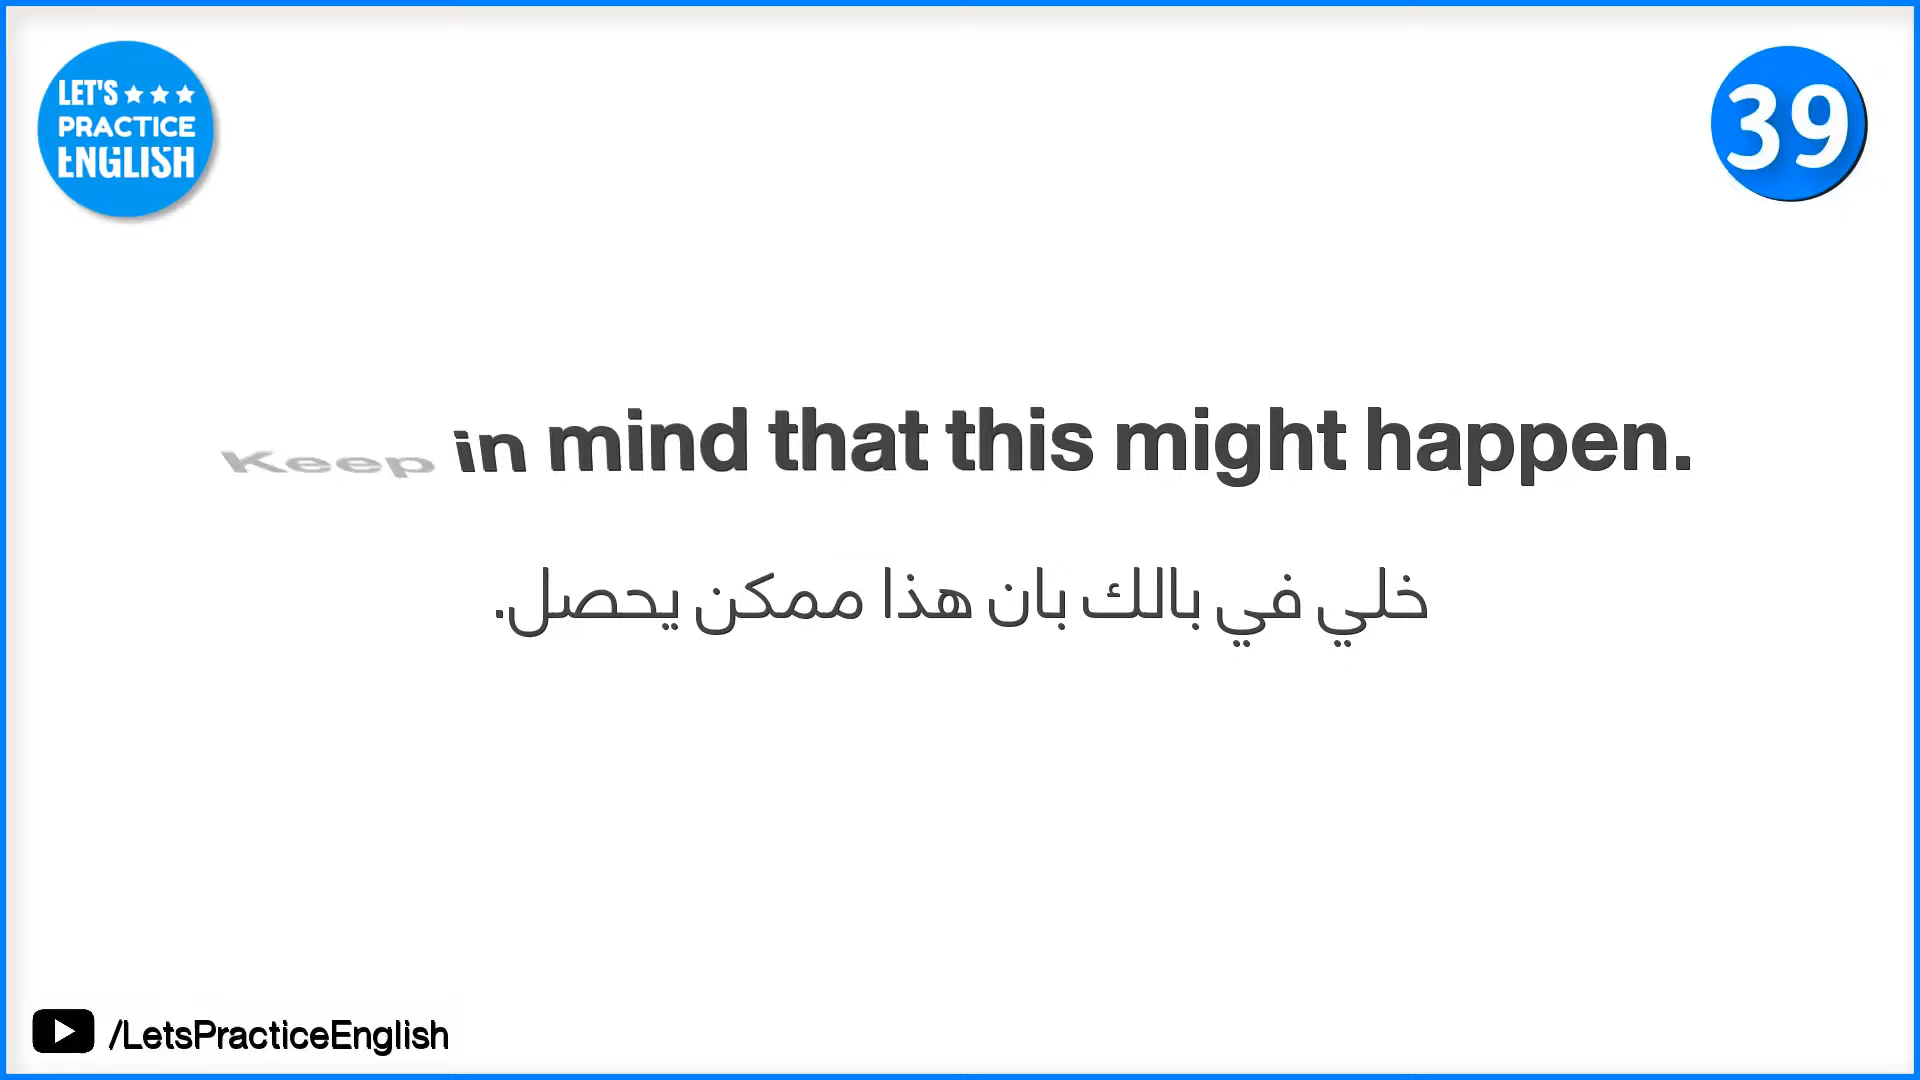 LET'S
PRACTICE
ENGLISH
39
Keep in mind that this might happen.
خلي في بالك بان هذا ممكن يحصل.
/LetsPracticeEnglish